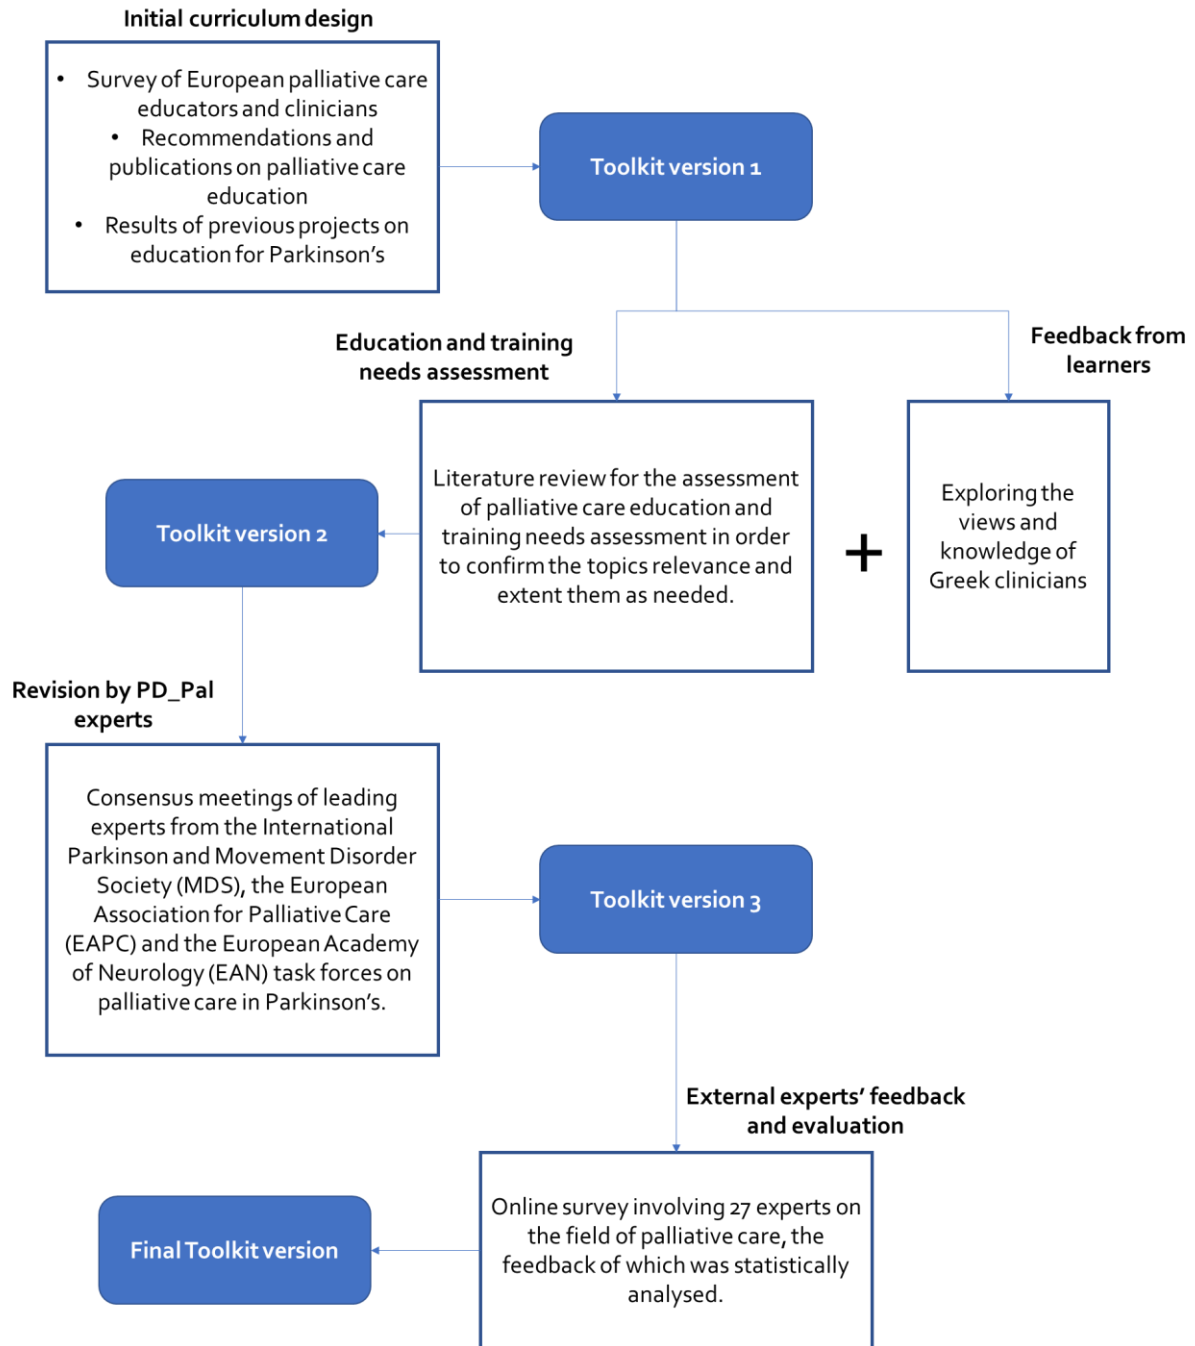 Initial curriculum design
• Survey of European palliative care
educators and clinicians
• Recommendations and
publications on palliative care
education
• Results of previous projects on
education for Parkinson's
Toolkit version 1
Education and training
needs assessment
Feedback from
learners
Literature review for the assessment
of palliative care education and
training needs assessment in order
to confirm the topics relevance and
extent them as needed.
+
Exploring the
views and
knowledge of
Greek clinicians
Toolkit version 2
Revision by PD_Pal
experts
Consensus meetings of leading
experts from the International
Parkinson and Movement Disorder
Society (MDS), the European
Association for Palliative Care
(EAPC) and the European Academy
of Neurology (EAN) task forces on
palliative care in Parkinson's.
Toolkit version 3
External experts' feedback
and evaluation
Online survey involving 27 experts on
the field of palliative care, the
feedback of which was statistically
analysed.
Final Toolkit version